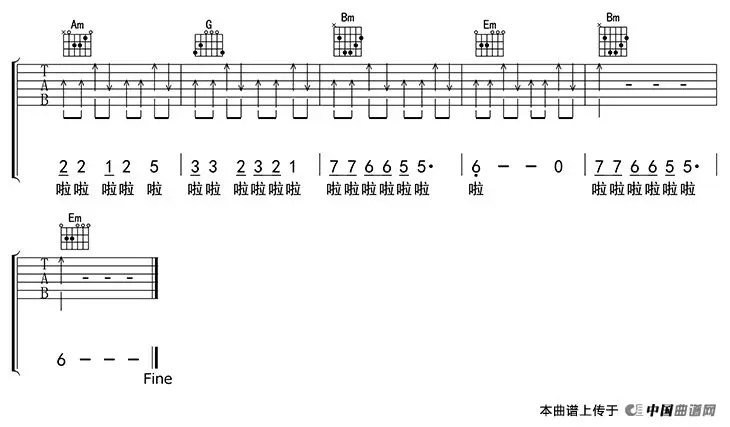 Am G Bm Em Bm
T
A
B
2 2 1 2 5 | 3 3 2 3 2 1 | 7 7 6 6 5 5· | 6 − − 0 | 7 7 6 6 5 5· |
啦啦 啦啦 啦 啦啦 啦啦啦啦 啦啦啦啦啦啦 啦 啦啦啦啦啦啦
Em
T
A
B
6 − − −
Fine
本曲谱上传于 中国曲谱网